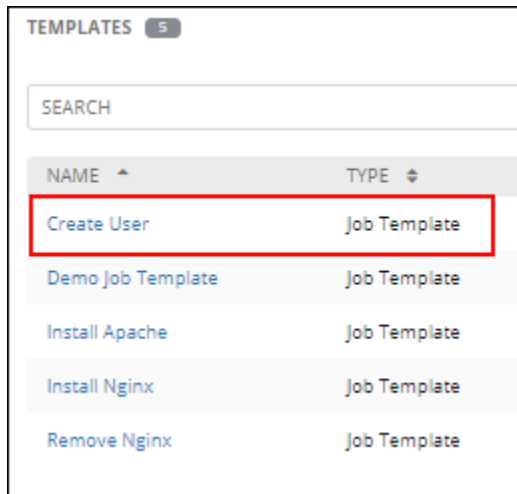 TEMPLATES 5
SEARCH
NAME TYPE
Create User Job Template
Demo Job Template Job Template
Install Apache Job Template
Install Nginx Job Template
Remove Nginx Job Template